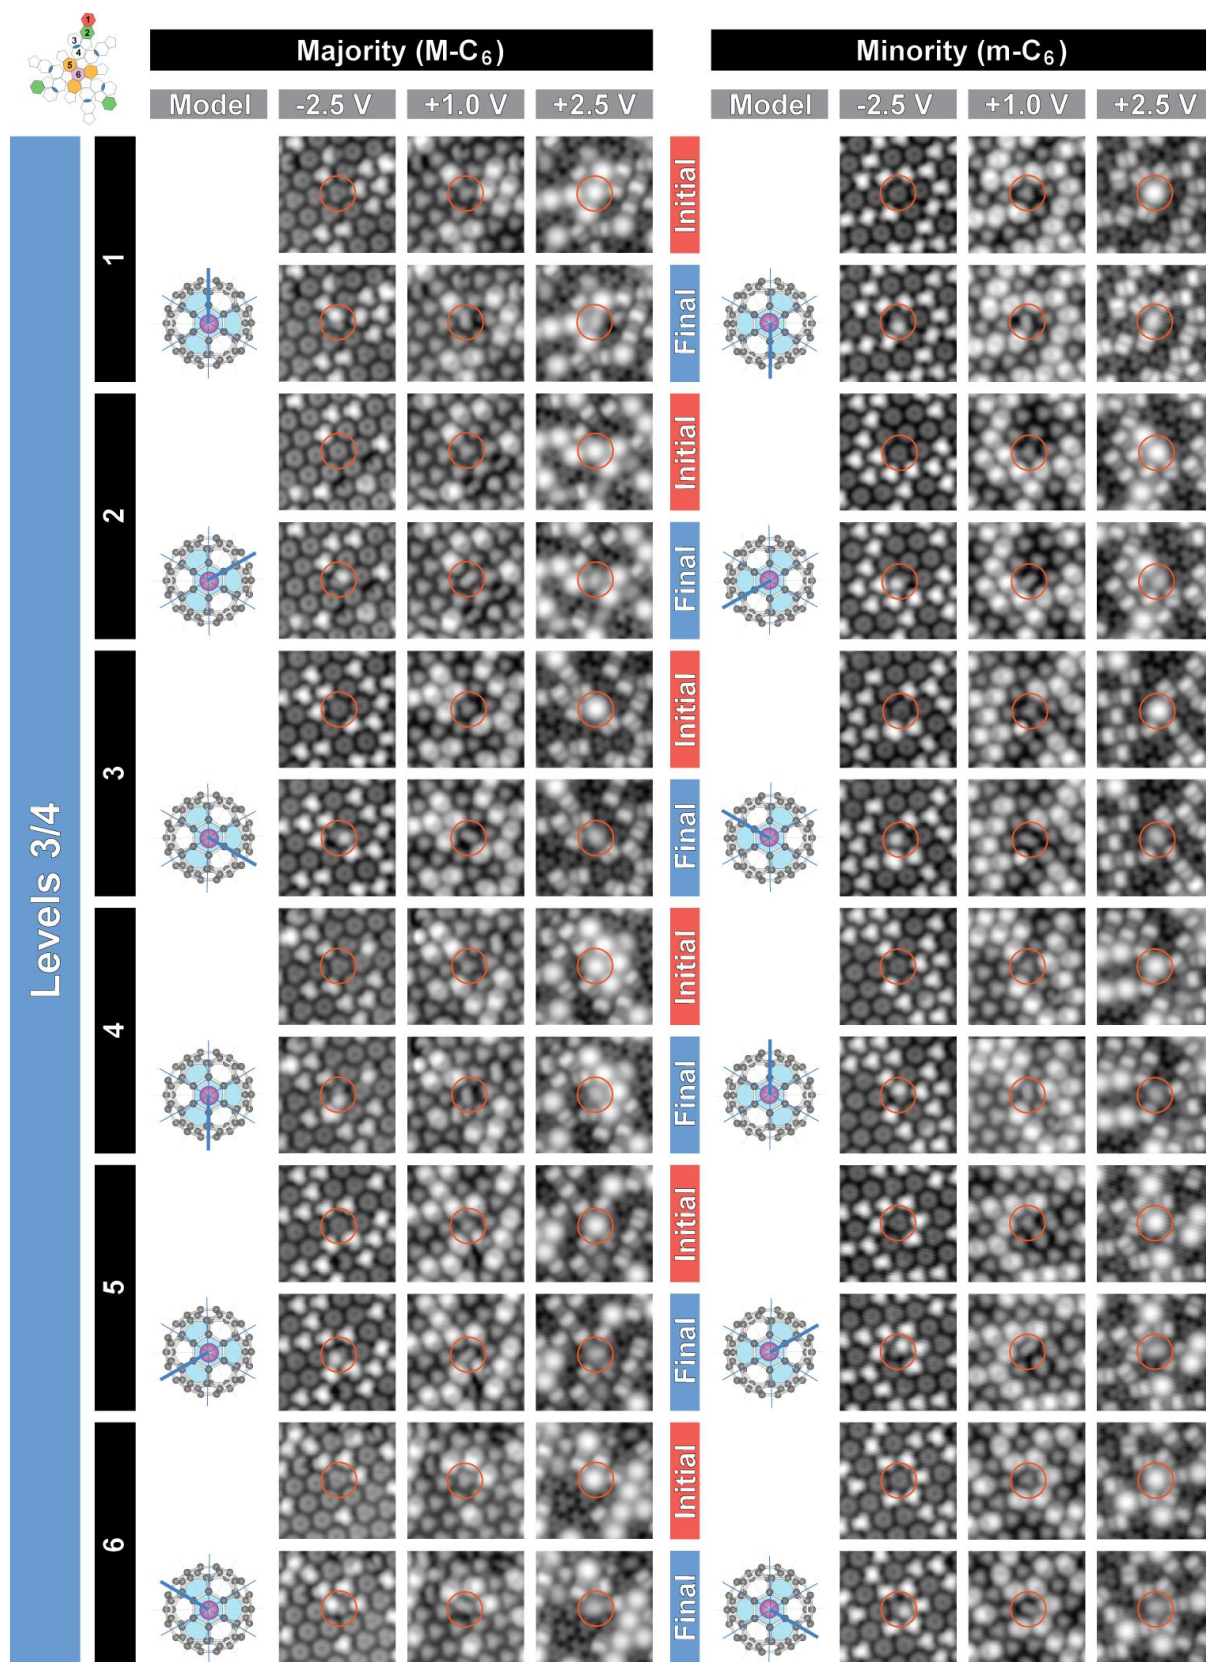 1
2
3
4
5
6
Majority (M-C6)
Minority (m-C6)
Model
-2.5 V
+1.0 V
+2.5 V
Model
-2.5 V
+1.0 V
+2.5 V
Levels 3/4
1
Initial
Final
2
Initial
Final
3
Initial
Final
4
Initial
Final
5
Initial
Final
6
Initial
Final